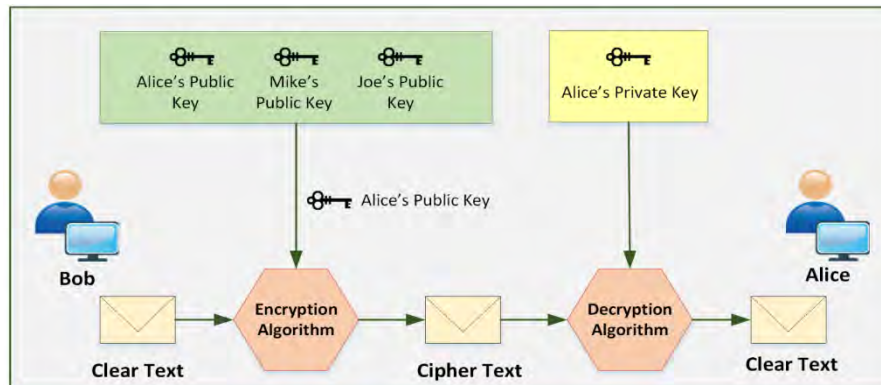 Alice's Public
Key
Mike's
Public Key
Joe's Public
Key
Alice's Private Key
Alice's Public Key
Bob
Alice
Encryption
Algorithm
Decryption
Algorithm
Clear Text
Cipher Text
Clear Text